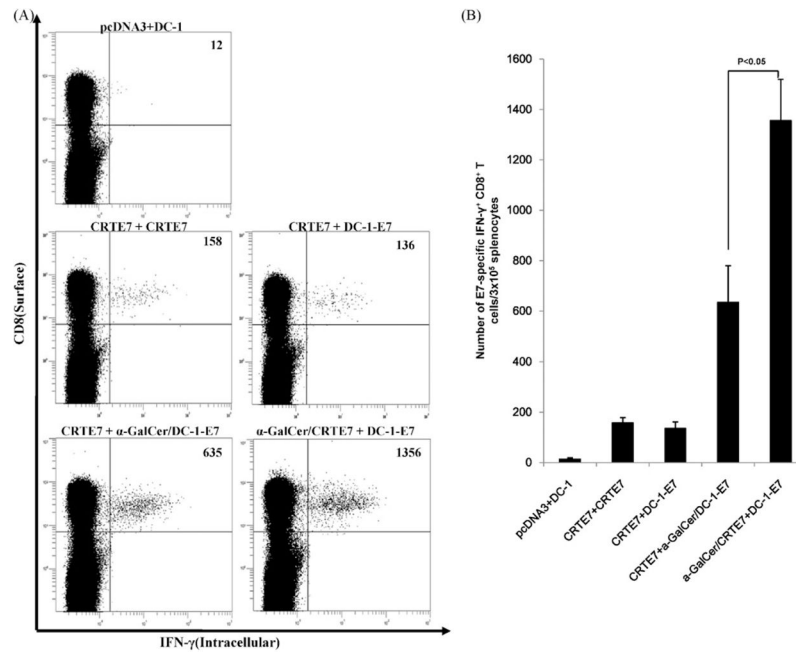 (A)
pcDNA3+DC-1
12
CRTE7 + CRTE7
158
CRTE7 + DC-1-E7
136
CRTE7 + α-GalCer/DC-1-E7
635
α-GalCer/CRTE7 + DC-1-E7
1356
CD8(Surface)
IFN-γ(Intracellular)
(B)
P<0.05
1600
1400
1200
1000
800
600
400
200
0
Number of E7-specific IFN-γ⁺ CD8⁺ T
cells/3x10⁵ splenocytes
pcDNA3+DC-1
CRTE7+CRTE7
CRTE7+DC-1-E7
CRTE7+a-GalCer/DC-1-E7
a-GalCer/CRTE7+DC-1-E7